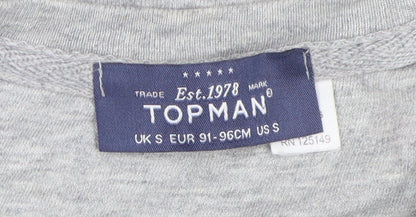 ★★★★★
TRADE Est. 1978 MARK
TOPMAN
UK S EUR 91-96CM US S
RN 125149